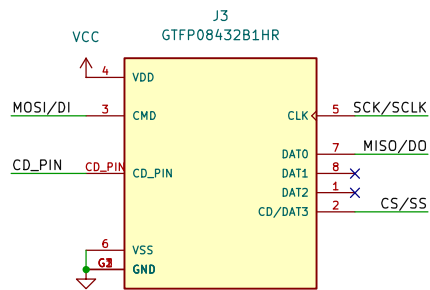 J3
GTFP08432B1HR
VCC
4 VDD
MOSI/DI 3 CMD
CLK 5 SCK/SCLK
DAT0 7 MISO/DO
CD_PIN CD_PIN CD_PIN
DAT1 8
DAT2 1
CD/DAT3 2 CS/SS
6 VSS
GND